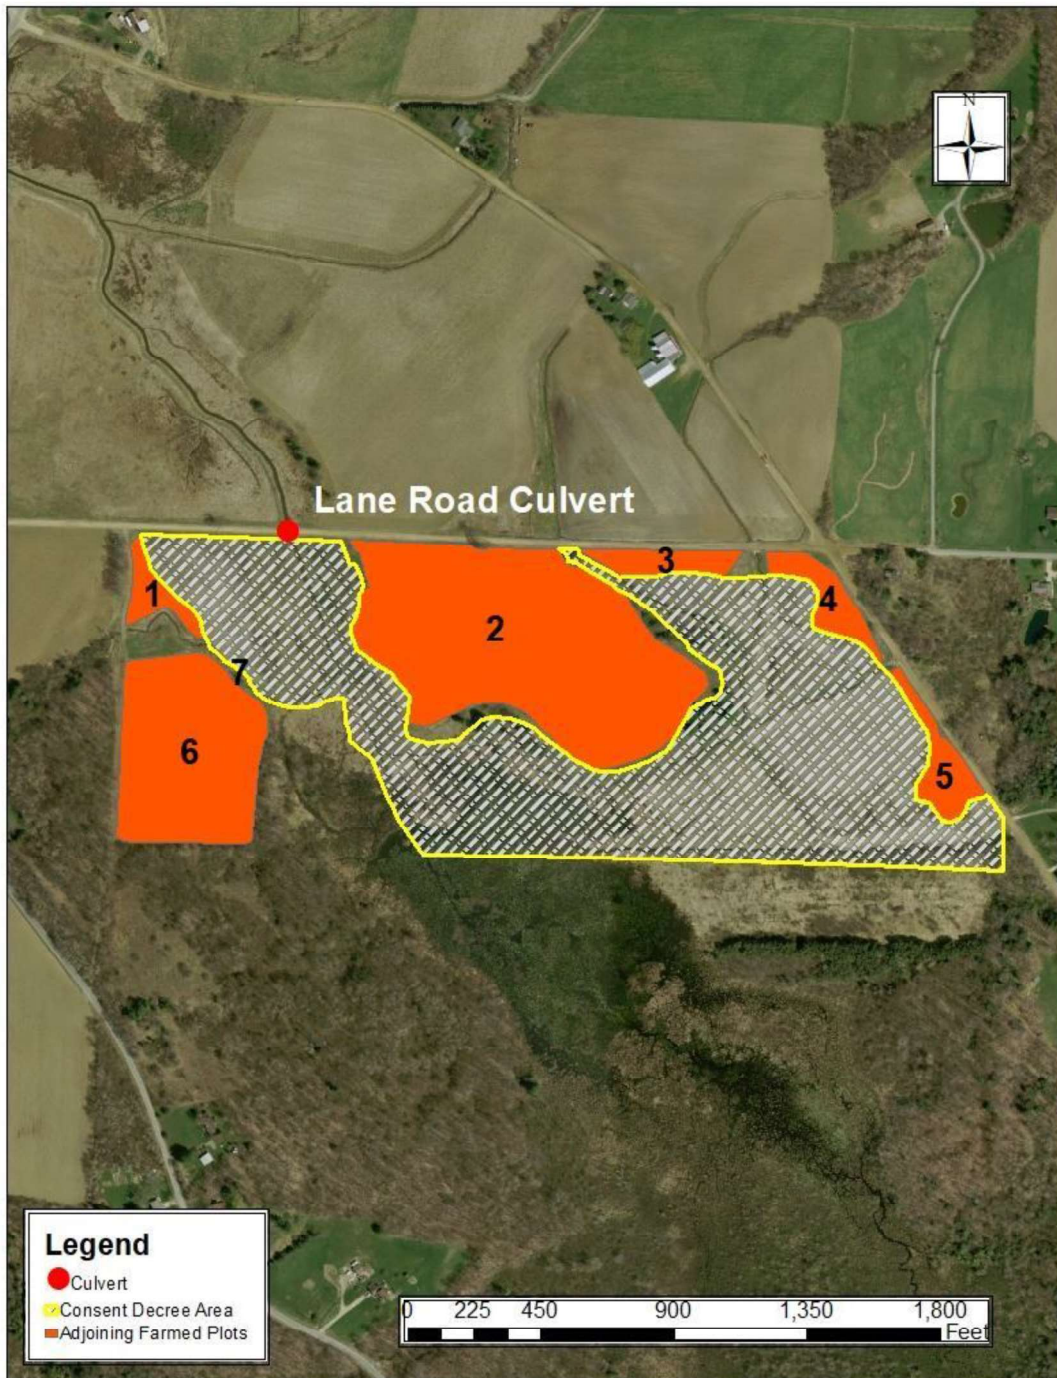 N
Lane Road Culvert
3
1
4
2
7
6
5
Legend
Culvert
Consent Decree Area
Adjoining Farmed Plots
0 225 450 900 1,350 1,800
Feet